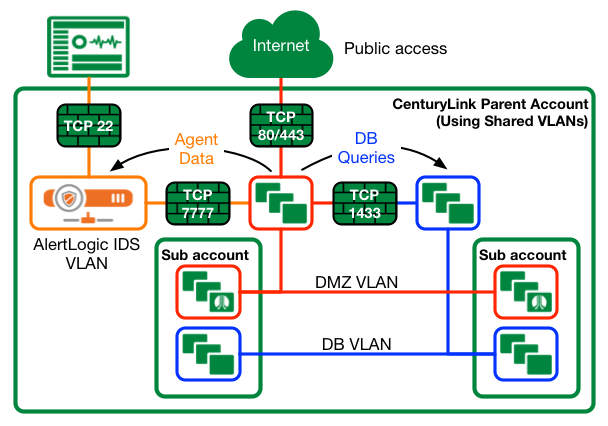 Internet
Public access
CenturyLink Parent Account
(Using Shared VLANs)
TCP 22
TCP
80/443
Agent
Data
DB
Queries
TCP
7777
TCP
1433
AlertLogic IDS
VLAN
Sub account
Sub account
DMZ VLAN
DB VLAN